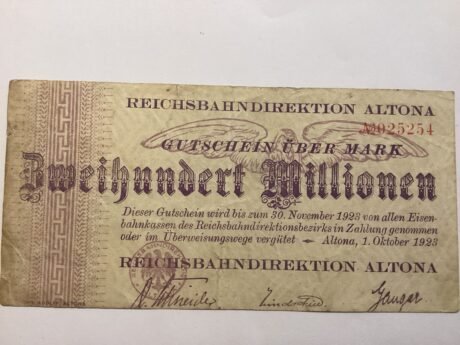 REICHSBAHNDIREKTION ALTONA
025254
GUTSCHEIN ÜBER MARK
Zweihundert Millionen
Dieser Gutschein wird bis zum 30. November 1923 von allen Eisen-
bahnkassen des Reichsbahndirektionsbezirks in Zahlung genommen
oder im Überweisungswege vergütet - Altona, 1. Oktober 1923
REICHSBAHNDIREKTION ALTONA